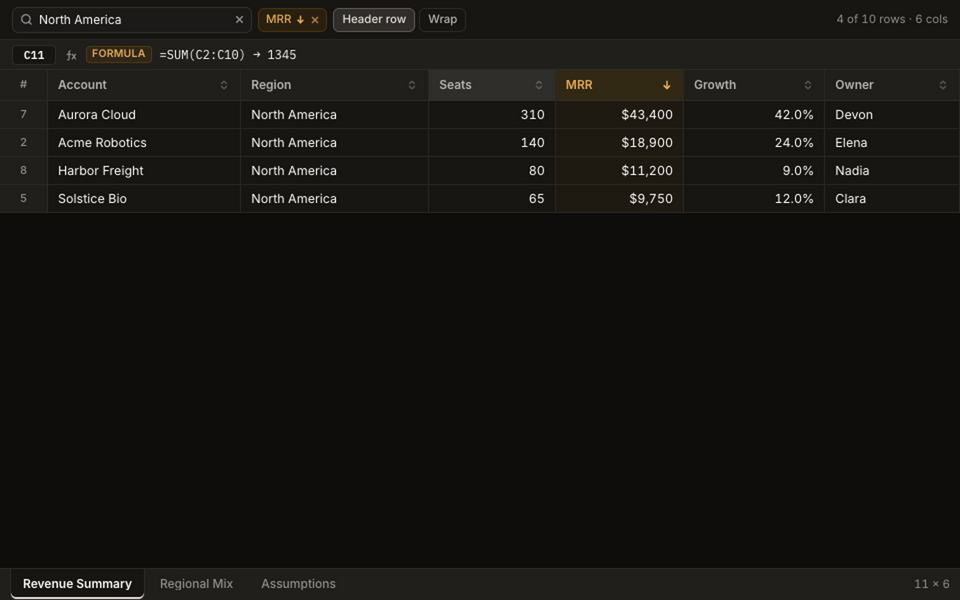 North America MRR ↓ × Header row Wrap 4 of 10 rows · 6 cols
C11 fx FORMULA =SUM(C2:C10) → 1345
# Account Region Seats MRR ↓ Growth Owner
7 Aurora Cloud North America 310 $43,400 42.0% Devon
2 Acme Robotics North America 140 $18,900 24.0% Elena
8 Harbor Freight North America 80 $11,200 9.0% Nadia
5 Solstice Bio North America 65 $9,750 12.0% Clara
Revenue Summary Regional Mix Assumptions 11 × 6